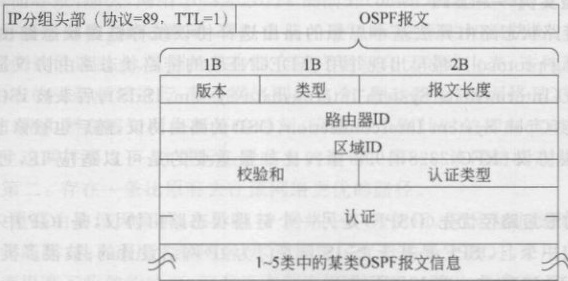 IP分组头部（协议=89，TTL=1） OSPF报文
1B 1B 2B
版本 类型 报文长度
路由器ID
区域ID
校验和 认证类型
认证
1~5类中的某类OSPF报文信息